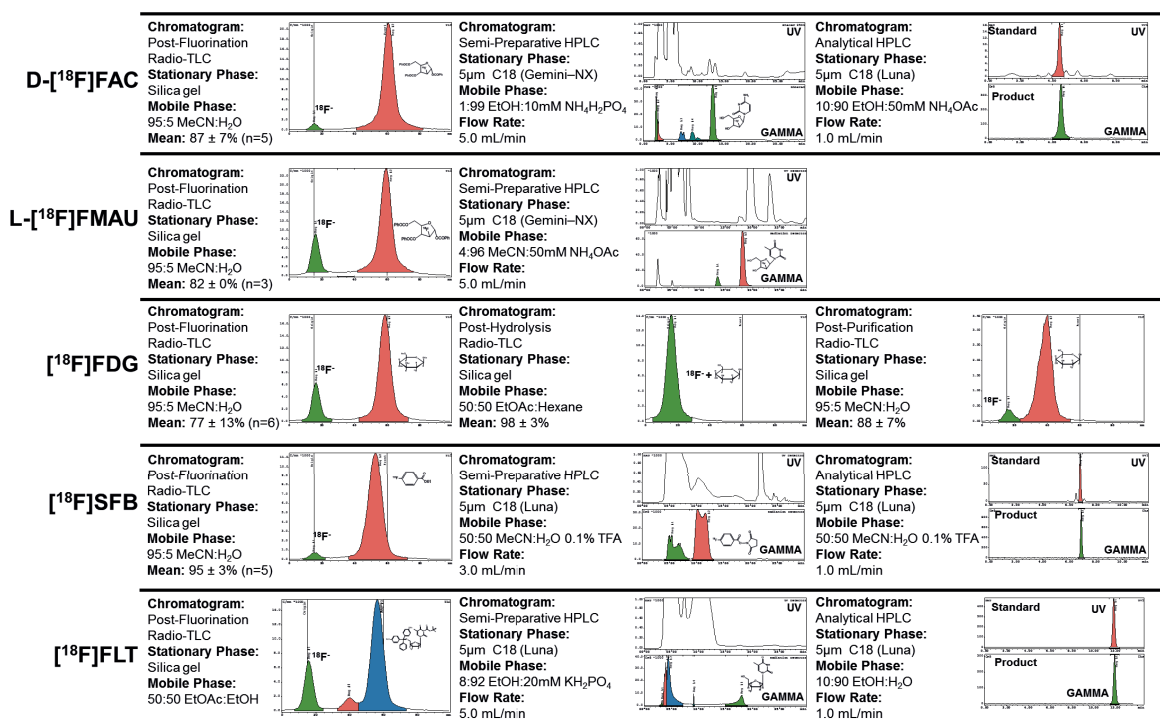 D-[¹⁸F]FAC
Chromatogram:
Post-Fluorination
Radio-TLC
Stationary Phase:
Silica gel
Mobile Phase:
95:5 MeCN:H₂O
Mean: 87 ± 7% (n=5)
¹⁸F-
Chromatogram:
Semi-Preparative HPLC
Stationary Phase:
5µm C18 (Gemini–NX)
Mobile Phase:
1:99 EtOH:10mM NH₄H₂PO₄
Flow Rate:
5.0 mL/min
UV
GAMMA
Chromatogram:
Analytical HPLC
Stationary Phase:
5µm C18 (Luna)
Mobile Phase:
10:90 EtOH:50mM NH₄OAc
Flow Rate:
1.0 mL/min
Standard
UV
Product
GAMMA
L-[¹⁸F]FMAU
Chromatogram:
Post-Fluorination
Radio-TLC
Stationary Phase:
Silica gel
Mobile Phase:
95:5 MeCN:H₂O
Mean: 82 ± 0% (n=3)
¹⁸F-
Chromatogram:
Semi-Preparative HPLC
Stationary Phase:
5µm C18 (Gemini–NX)
Mobile Phase:
4:96 MeCN:50mM NH₄OAc
Flow Rate:
5.0 mL/min
UV
GAMMA
[¹⁸F]FDG
Chromatogram:
Post-Fluorination
Radio-TLC
Stationary Phase:
Silica gel
Mobile Phase:
95:5 MeCN:H₂O
Mean: 77 ± 13% (n=6)
¹⁸F-
Chromatogram:
Post-Hydrolysis
Radio-TLC
Stationary Phase:
Silica gel
Mobile Phase:
50:50 EtOAc:Hexane
Mean: 98 ± 3%
¹⁸F- +
Chromatogram:
Post-Purification
Radio-TLC
Stationary Phase:
Silica gel
Mobile Phase:
95:5 MeCN:H₂O
Mean: 88 ± 7%
¹⁸F-
[¹⁸F]SFB
Chromatogram:
Post-Fluorination
Radio-TLC
Stationary Phase:
Silica gel
Mobile Phase:
95:5 MeCN:H₂O
Mean: 95 ± 3% (n=5)
¹⁸F-
Chromatogram:
Semi-Preparative HPLC
Stationary Phase:
5µm C18 (Luna)
Mobile Phase:
50:50 MeCN:H₂O 0.1% TFA
Flow Rate:
3.0 mL/min
UV
GAMMA
Chromatogram:
Analytical HPLC
Stationary Phase:
5µm C18 (Luna)
Mobile Phase:
50:50 MeCN:H₂O 0.1% TFA
Flow Rate:
1.0 mL/min
Standard
UV
Product
GAMMA
[¹⁸F]FLT
Chromatogram:
Post-Fluorination
Radio-TLC
Stationary Phase:
Silica gel
Mobile Phase:
50:50 EtOAc:EtOH
¹⁸F-
Chromatogram:
Semi-Preparative HPLC
Stationary Phase:
5µm C18 (Luna)
Mobile Phase:
8:92 EtOH:20mM KH₂PO₄
Flow Rate:
5.0 mL/min
UV
GAMMA
Chromatogram:
Analytical HPLC
Stationary Phase:
5µm C18 (Luna)
Mobile Phase:
10:90 EtOH:H₂O
Flow Rate:
1.0 mL/min
Standard
UV
Product
GAMMA